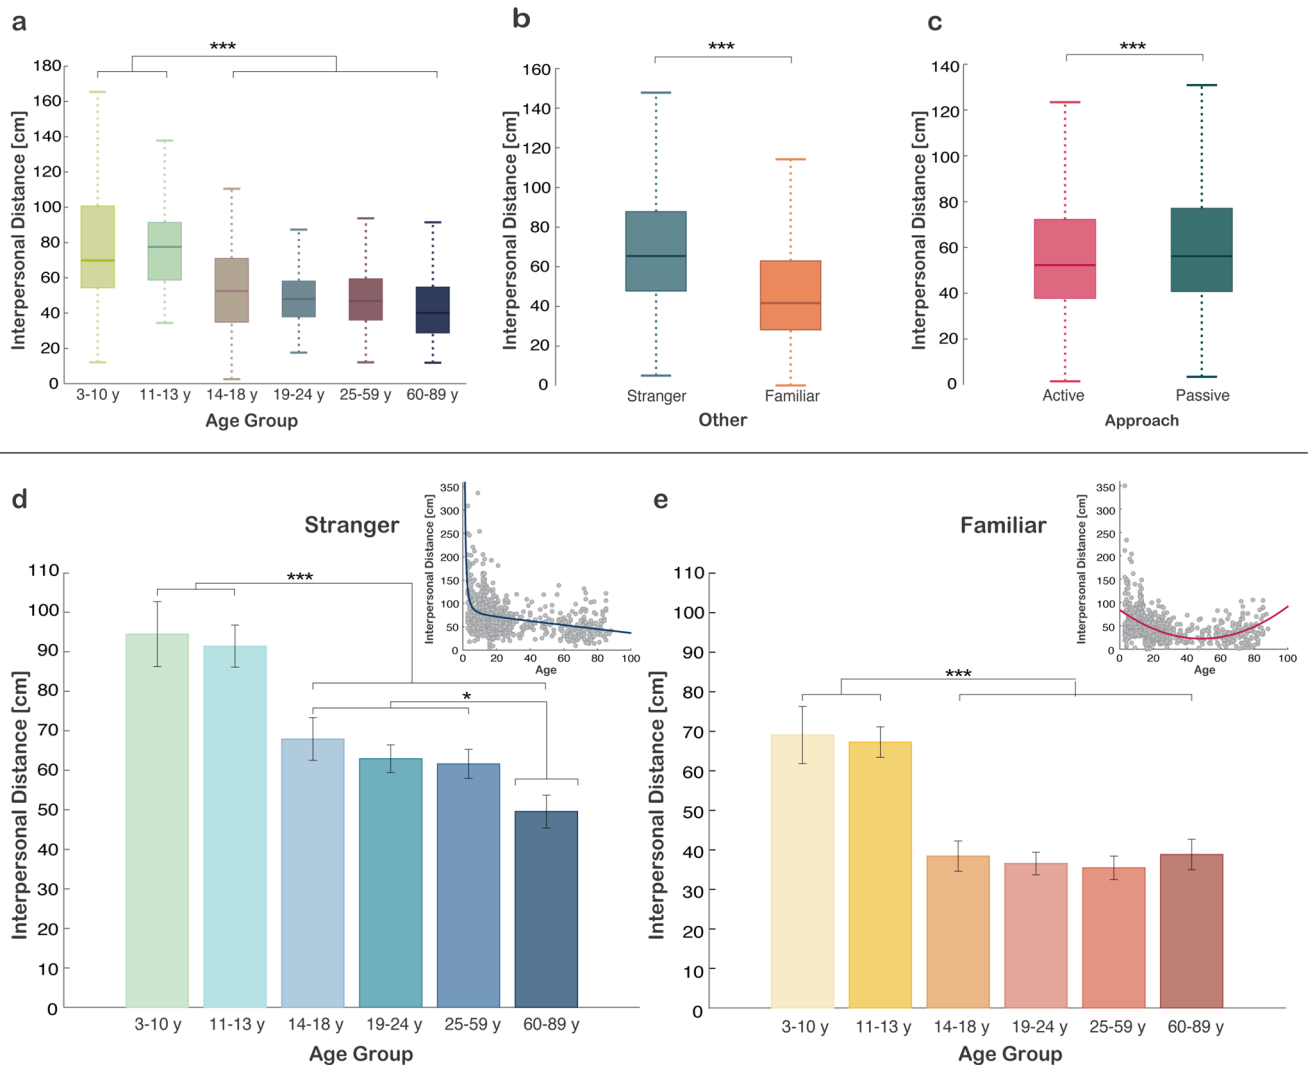 a
***
Interpersonal Distance [cm]
180
160
140
120
100
80
60
40
20
0
3-10 y 11-13 y 14-18 y 19-24 y 25-59 y 60-89 y
Age Group
b
***
Interpersonal Distance [cm]
160
140
120
100
80
60
40
20
0
Stranger Familiar
Other
c
***
Interpersonal Distance [cm]
140
120
100
80
60
40
20
0
Active Passive
Approach
d
Stranger
***
*
Interpersonal Distance [cm]
110
100
90
80
70
60
50
40
30
20
10
0
3-10 y 11-13 y 14-18 y 19-24 y 25-59 y 60-89 y
Age Group
Interpersonal Distance [cm]
350
300
250
200
150
100
50
0
0 20 40 60 80 100
Age
e
Familiar
***
Interpersonal Distance [cm]
110
100
90
80
70
60
50
40
30
20
10
0
3-10 y 11-13 y 14-18 y 19-24 y 25-59 y 60-89 y
Age Group
Interpersonal Distance [cm]
350
300
250
200
150
100
50
0
0 20 40 60 80 100
Age